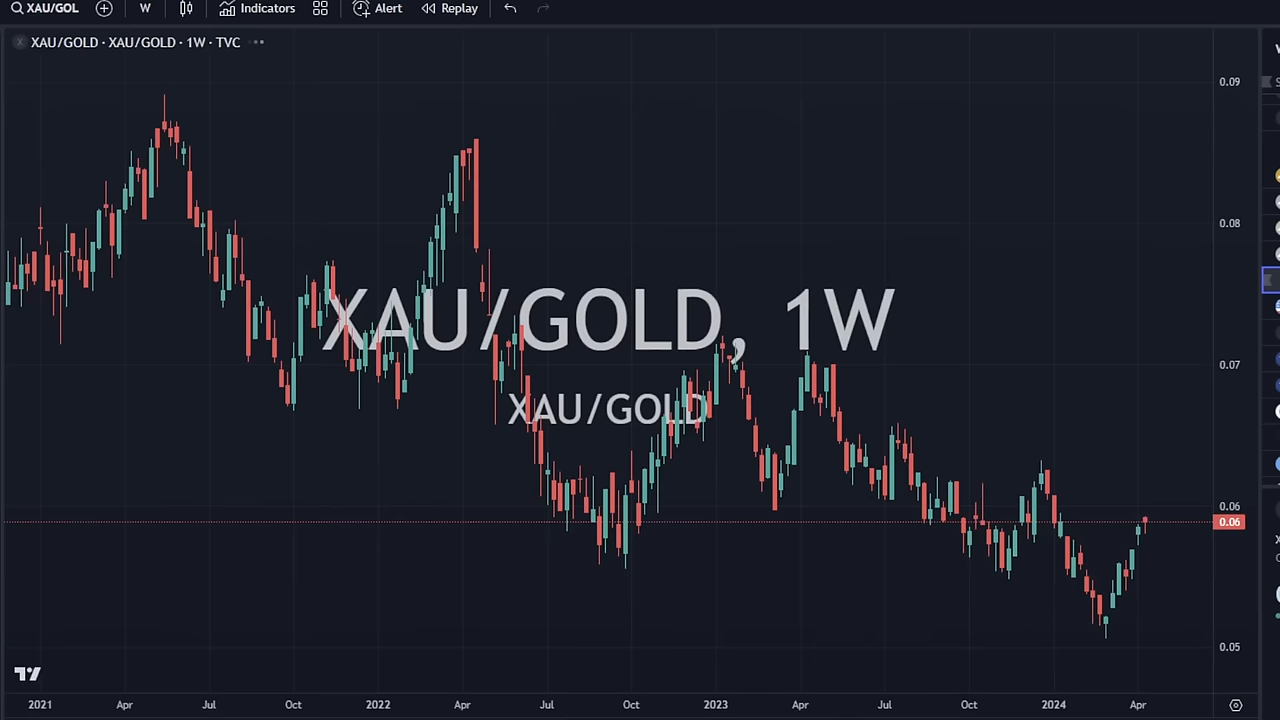 XAU/GOL W Indicators Alert Replay
XAU/GOLD · XAU/GOLD · 1W · TVC
0.09
0.08
XAU/GOLD, 1W
0.07
XAU/GOLD
0.06
0.06
0.05
2021 Apr Jul Oct 2022 Apr Jul Oct 2023 Apr Jul Oct 2024 Apr